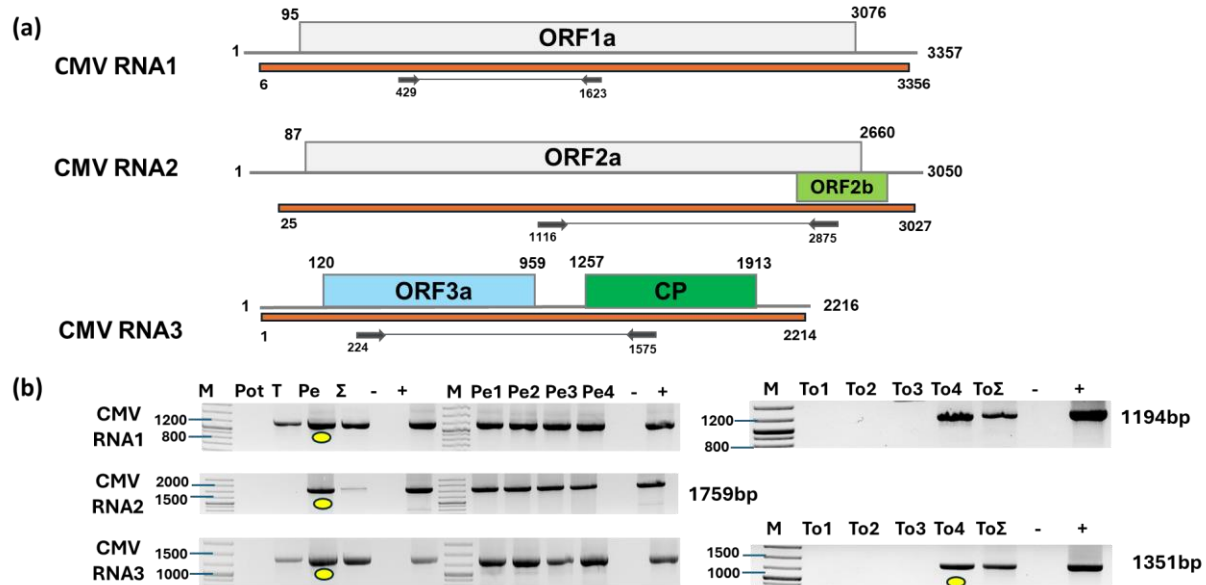 (a)
95 3076
ORF1a
1 3357
CMV RNA1
6 3356
429 1623
87 2660
ORF2a
CMV RNA2
1 3050
ORF2b
25 3027
1116 2875
120 959 1257 1913
ORF3a CP
1 2216
CMV RNA3
1 2214
224 1575
(b)
M Pot T Pe Σ - + M Pe1 Pe2 Pe3 Pe4 - + M To1 To2 To3 To4 ToΣ - +
CMV RNA1 1200 800 1200 800 1194bp
CMV RNA2 2000 1500 1759bp
M To1 To2 To3 To4 ToΣ - +
CMV RNA3 1500 1000 1500 1000 1351bp